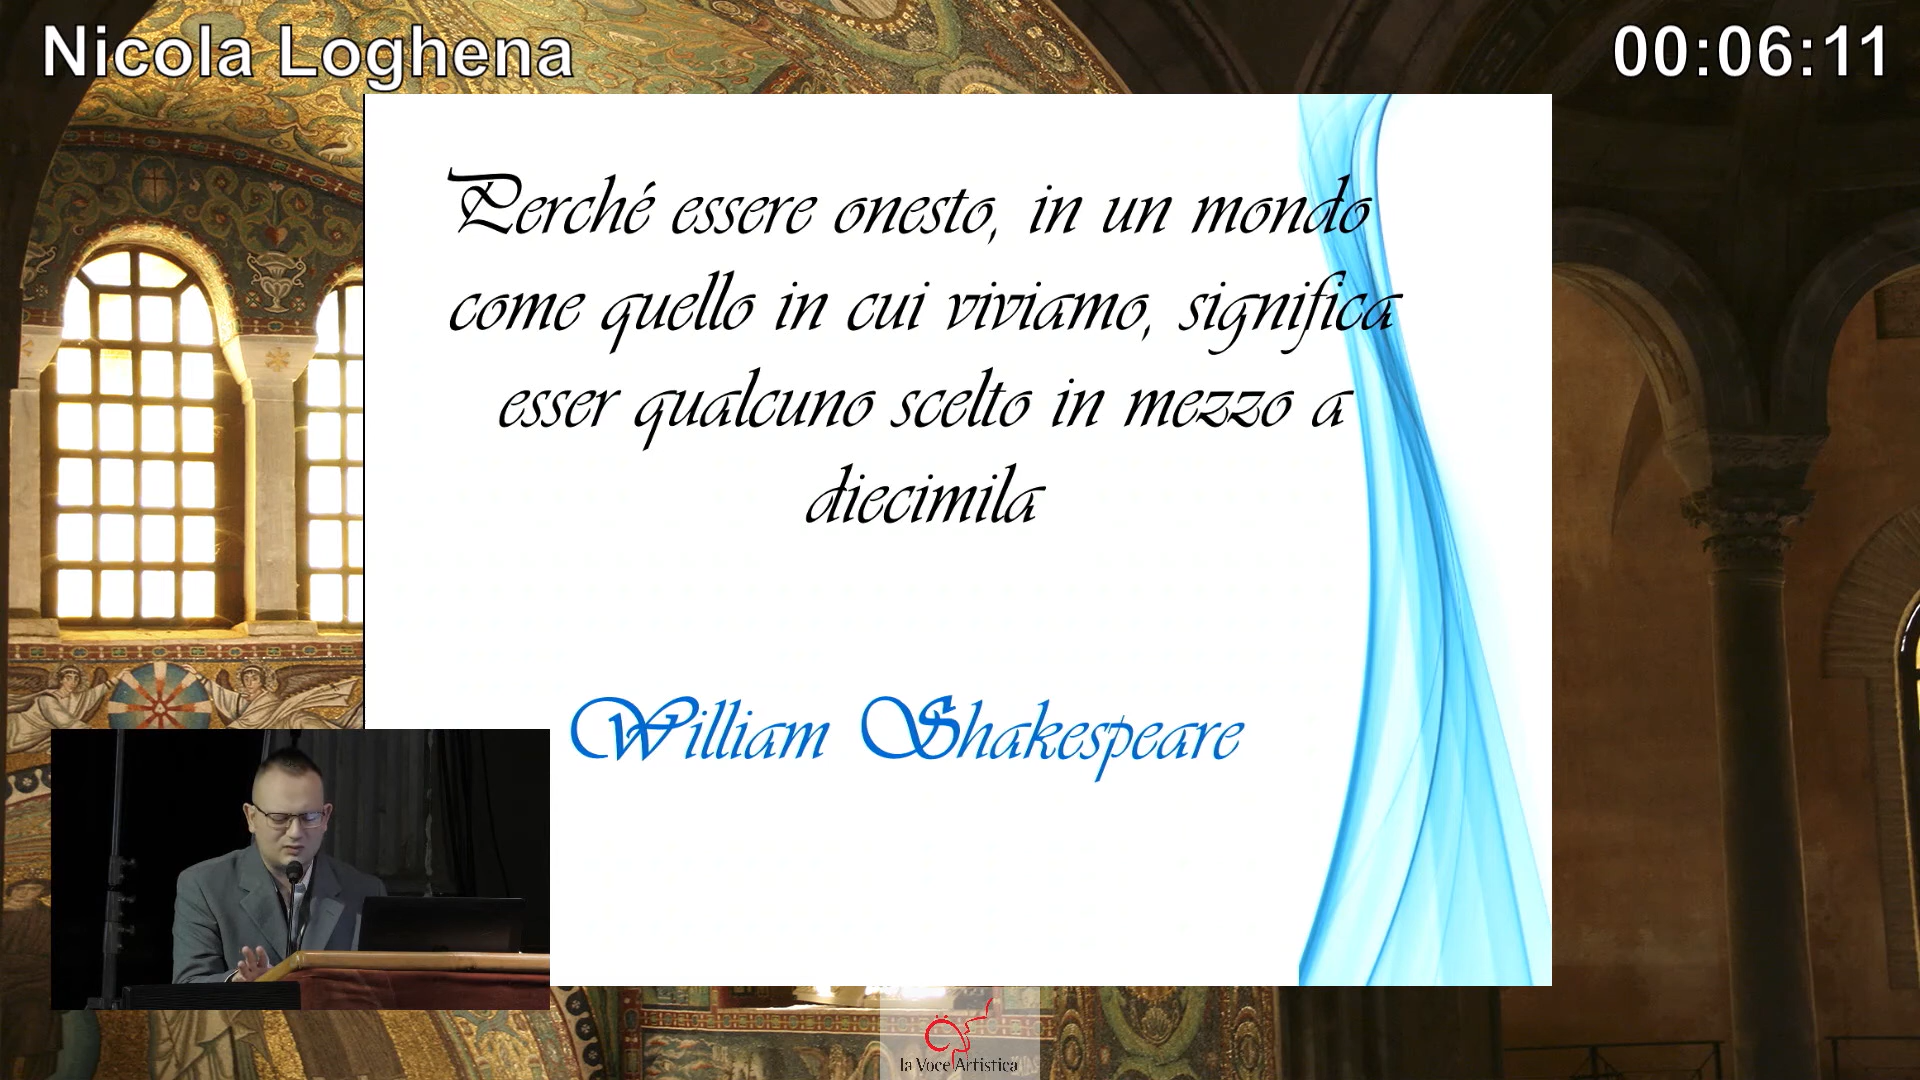 Nicola Loghena
00:06:11
Perché essere onesto, in un mondo
come quello in cui viviamo, significa
esser qualcuno scelto in mezzo a
diecimila
William Shakespeare
la Voce Artistica